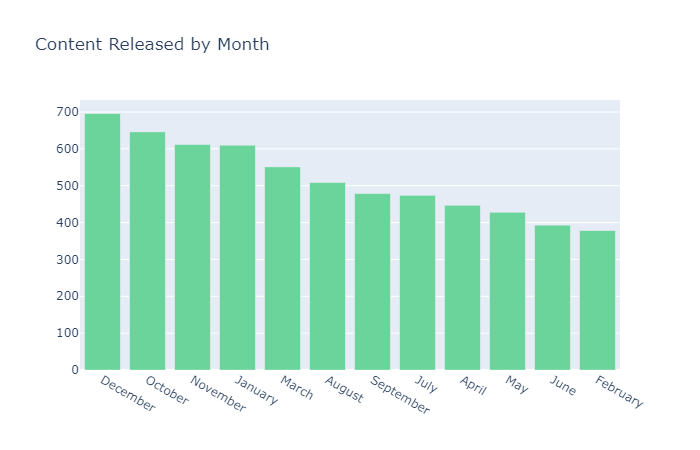 Content Released by Month
700
600
500
400
300
200
100
0
December
October
November
January
March
August
September
July
April
May
June
February